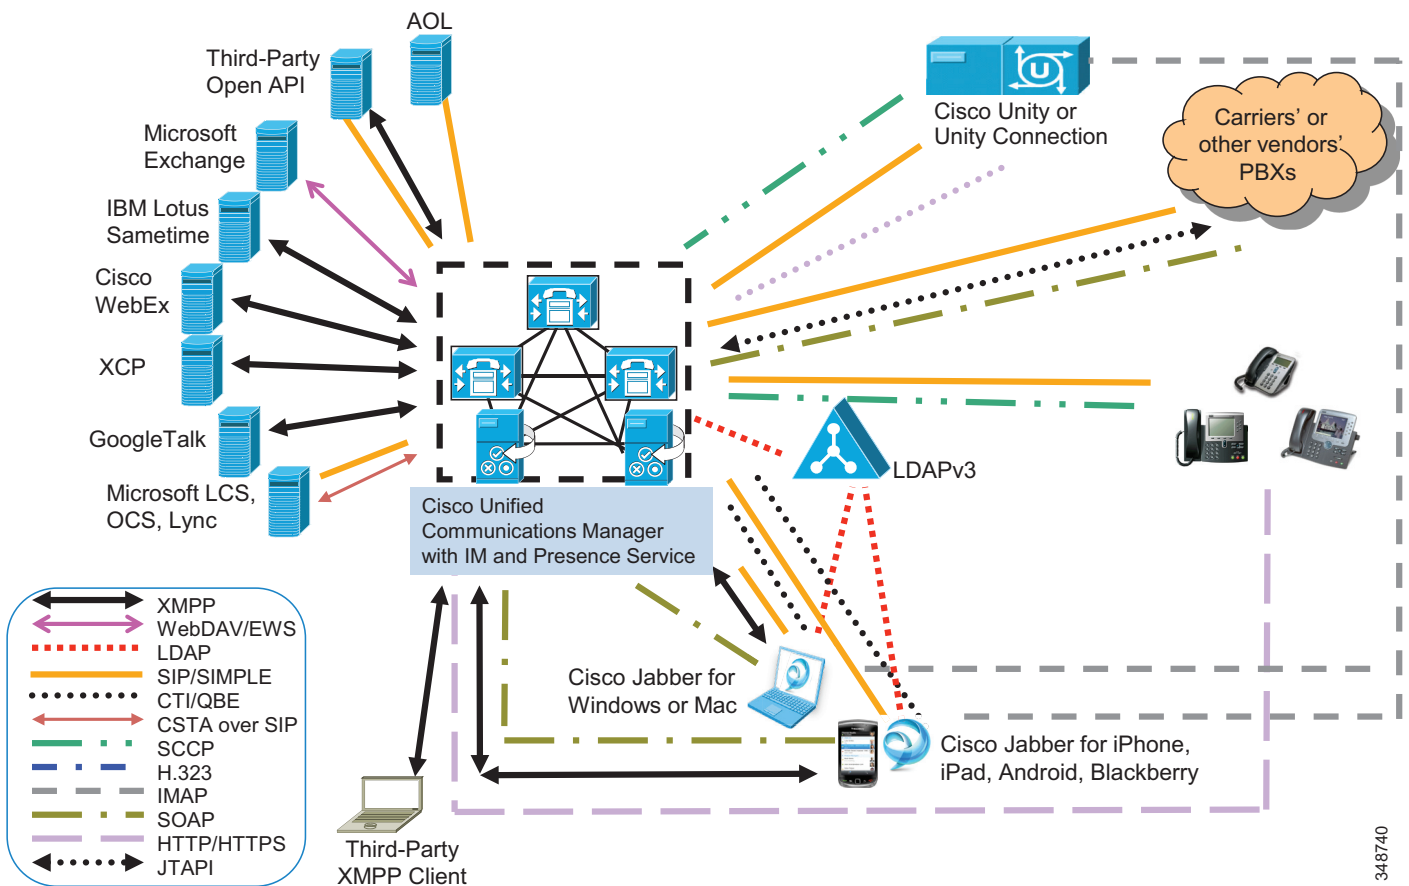 AOL
Third-Party
Open API
Microsoft
Exchange
IBM Lotus
Sametime
Cisco
WebEx
XCP
GoogleTalk
Microsoft LCS,
OCS, Lync
Cisco Unity or
Unity Connection
U
Carriers' or
other vendors'
PBXs
LDAPv3
Cisco Unified
Communications Manager
with IM and Presence Service
Cisco Jabber for
Windows or Mac
Cisco Jabber for iPhone,
iPad, Android, Blackberry
Third-Party
XMPP Client
XMPP
WebDAV/EWS
LDAP
SIP/SIMPLE
CTI/QBE
CSTA over SIP
SCCP
H.323
IMAP
SOAP
HTTP/HTTPS
JTAPI
348740